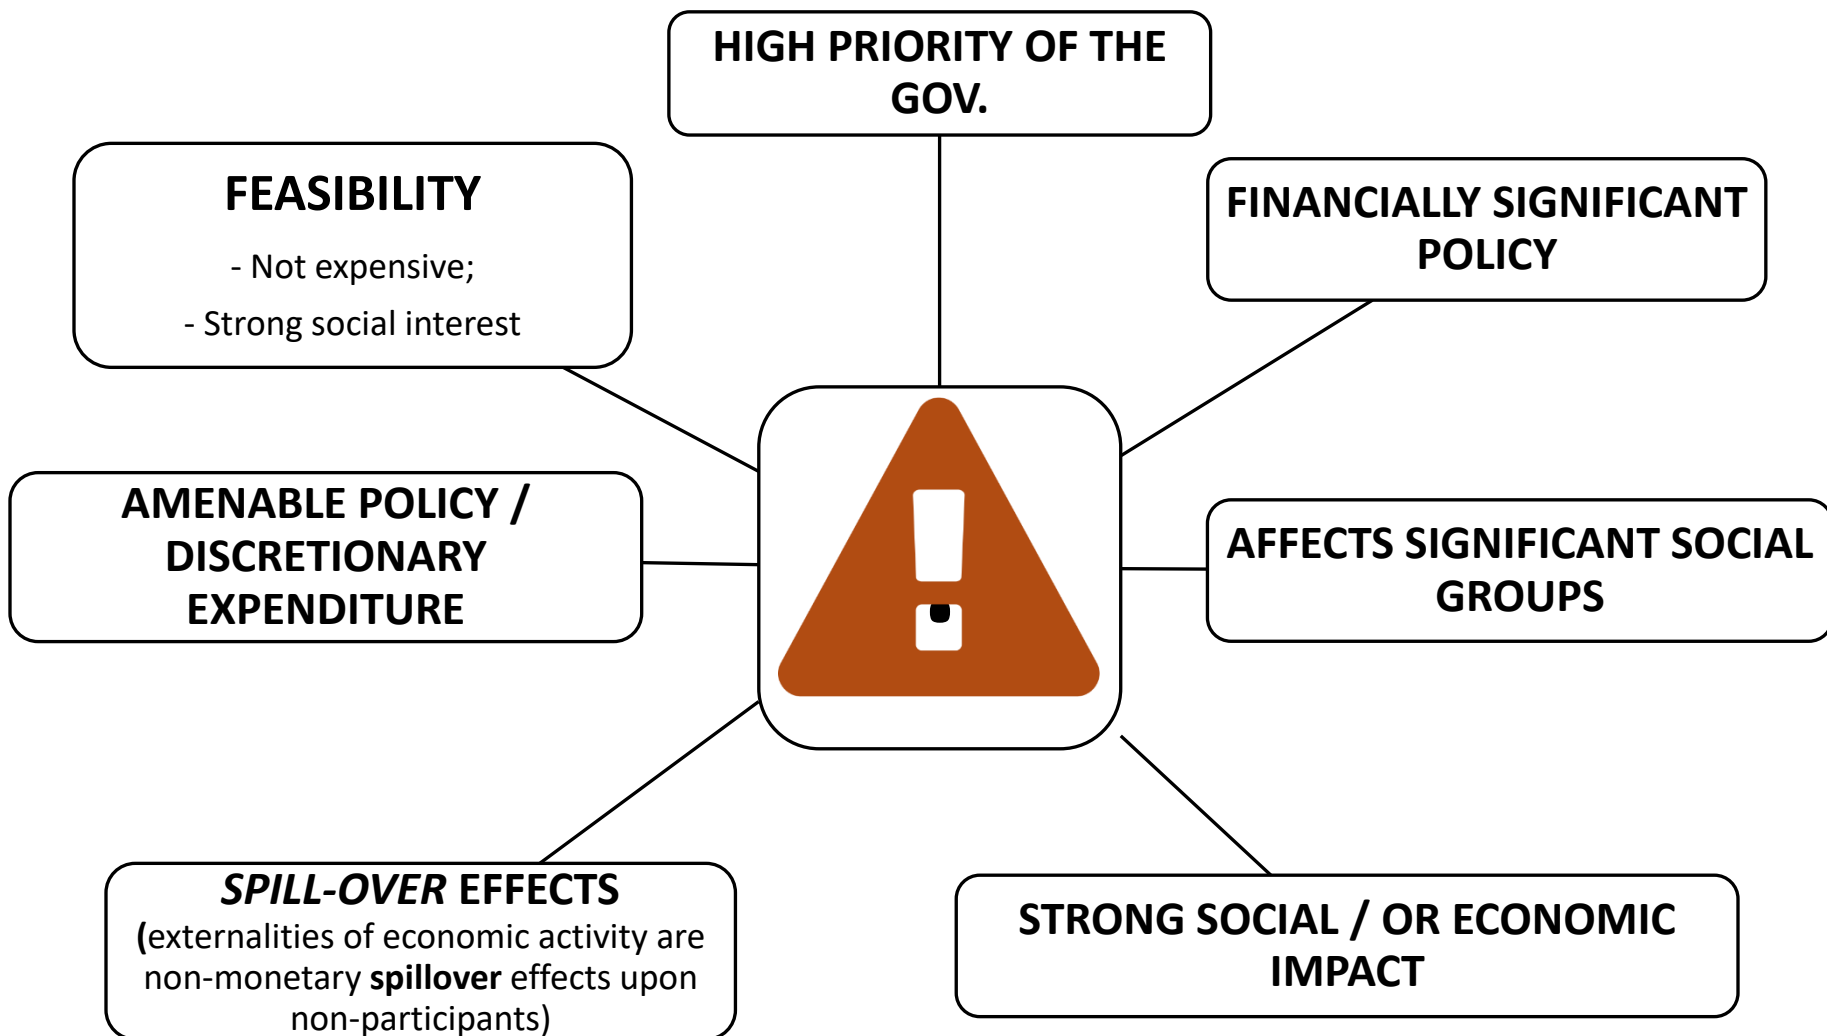 HIGH PRIORITY OF THE
GOV.
FEASIBILITY
- Not expensive;
- Strong social interest
FINANCIALLY SIGNIFICANT
POLICY
AMENABLE POLICY /
DISCRETIONARY
EXPENDITURE
AFFECTS SIGNIFICANT SOCIAL
GROUPS
SPILL-OVER EFFECTS
(externalities of economic activity are
non-monetary spillover effects upon
non-participants)
STRONG SOCIAL / OR ECONOMIC
IMPACT